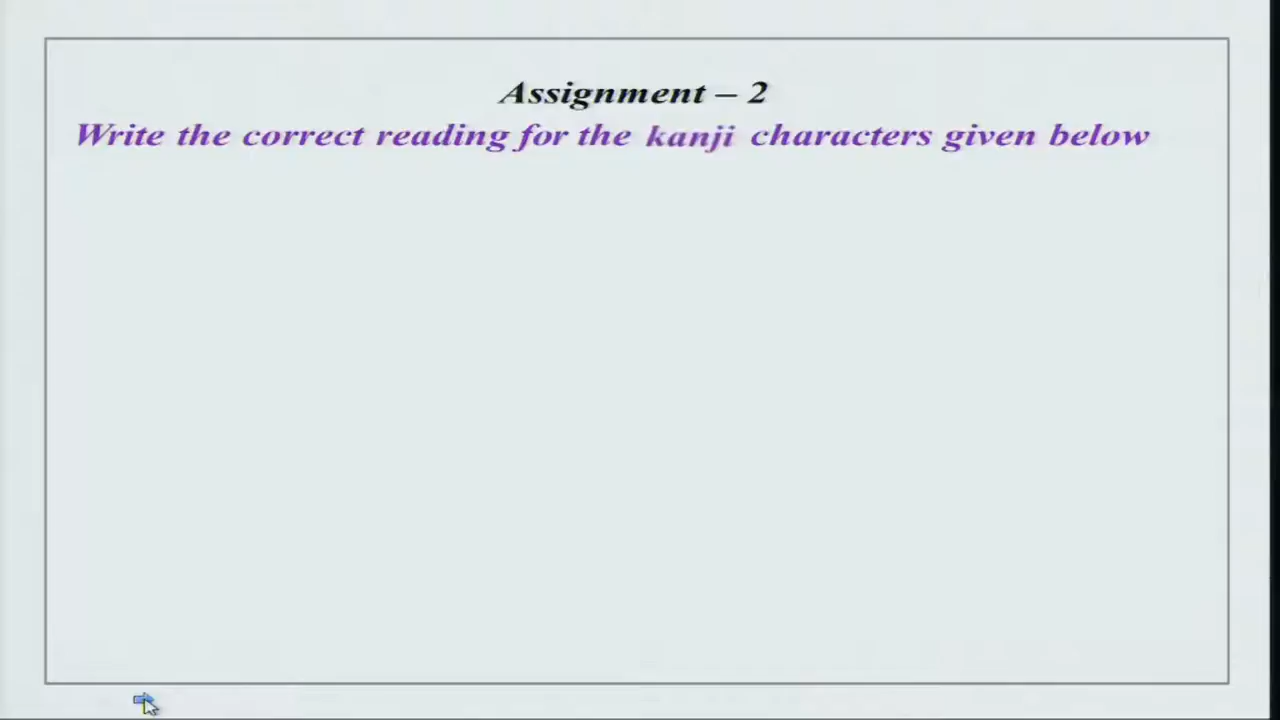 Assignment – 2
Write the correct reading for the kanji characters given below